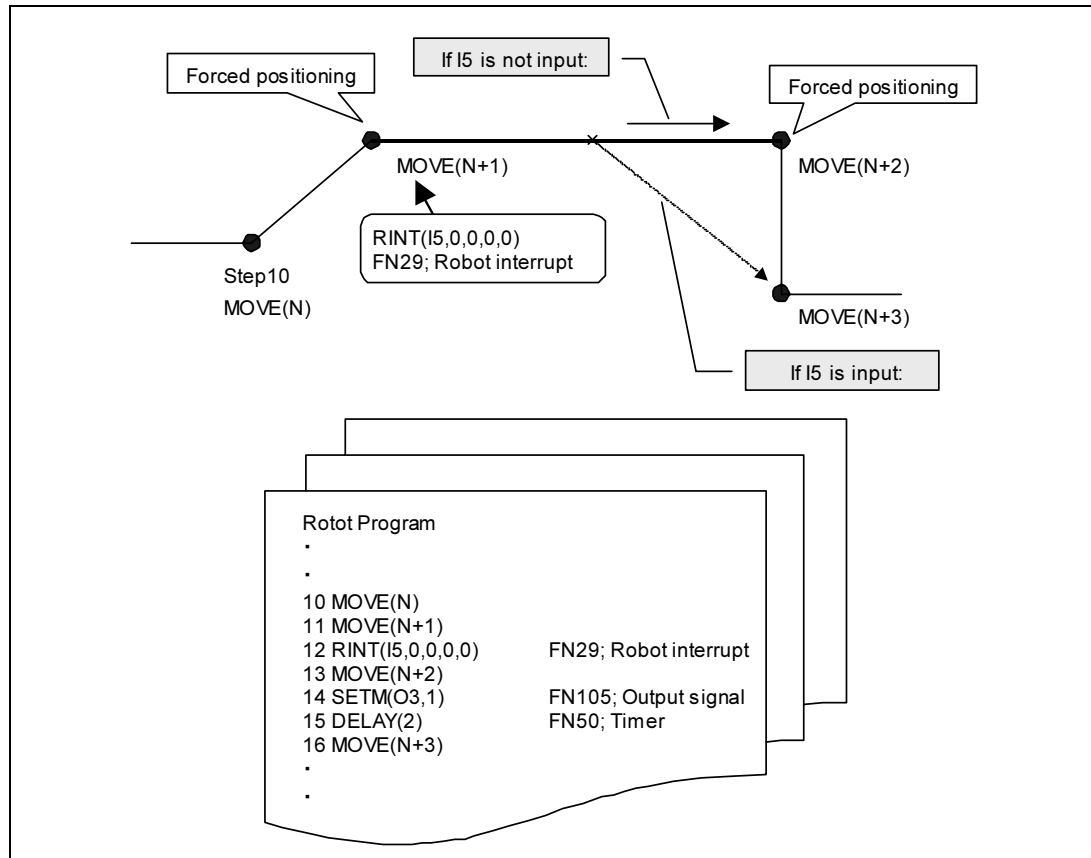 If I5 is not input:
Forced positioning
Forced positioning
MOVE(N+1)
MOVE(N+2)
RINT(I5,0,0,0,0)
FN29; Robot interrupt
Step10
MOVE(N)
MOVE(N+3)
If I5 is input:
Rotot Program
.
.
10 MOVE(N)
11 MOVE(N+1)
12 RINT(I5,0,0,0,0) FN29; Robot interrupt
13 MOVE(N+2)
14 SETM(O3,1) FN105; Output signal
15 DELAY(2) FN50; Timer
16 MOVE(N+3)
.
.